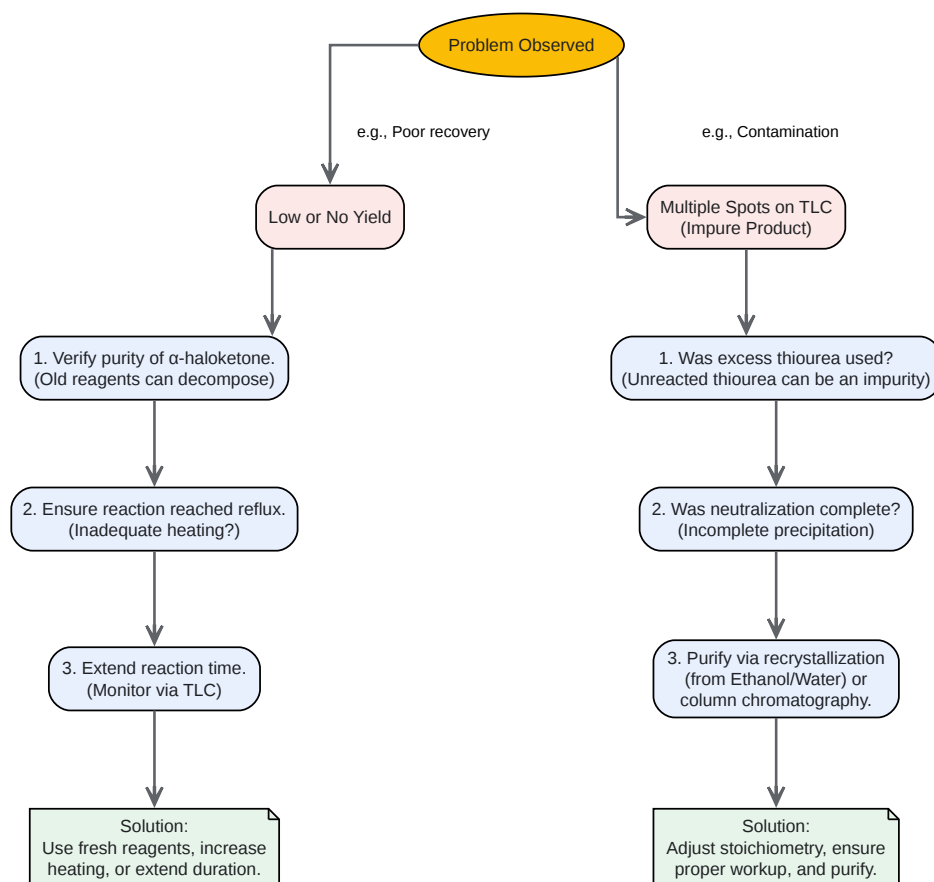 Problem Observed
e.g., Poor recovery
e.g., Contamination
Low or No Yield
Multiple Spots on TLC
(Impure Product)
1. Verify purity of α-haloketone.
(Old reagents can decompose)
1. Was excess thiourea used?
(Unreacted thiourea can be an impurity)
2. Ensure reaction reached reflux.
(Inadequate heating?)
2. Was neutralization complete?
(Incomplete precipitation)
3. Extend reaction time.
(Monitor via TLC)
3. Purify via recrystallization
(from Ethanol/Water) or
column chromatography.
Solution:
Use fresh reagents, increase
heating, or extend duration.
Solution:
Adjust stoichiometry, ensure
proper workup, and purify.